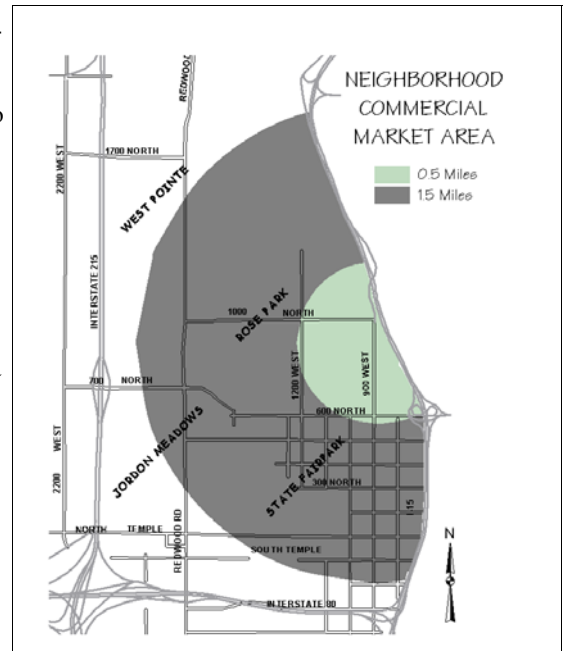 NEIGHBORHOOD
COMMERCIAL
MARKET AREA
0.5 Miles
1.5 Miles
REDWOOD
2200 WEST
1700 NORTH
WEST POINTE
INTERSTATE 215
1000 NORTH
ROSE PARK
1200 WEST
900 WEST
700 NORTH
600 NORTH
JORDON MEADOWS
STATE FAIRPARK
2200 WEST
300 NORTH
I-15
NORTH TEMPLE
REDWOOD RD
SOUTH TEMPLE
INTERSTATE 80
N